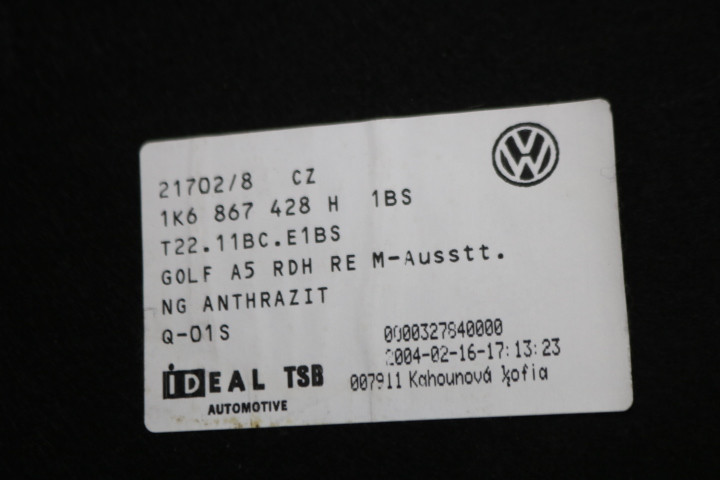 21702/8 CZ
1K6 867 428 H 1BS
T22.11BC.E1BS
GOLF A5 RDH RE M-Ausstt.
NG ANTHRAZIT
Q-01S
0000327840000
2004-02-16-17:13:23
007911 Kahounová
iDEAL TSB
AUTOMOTIVE